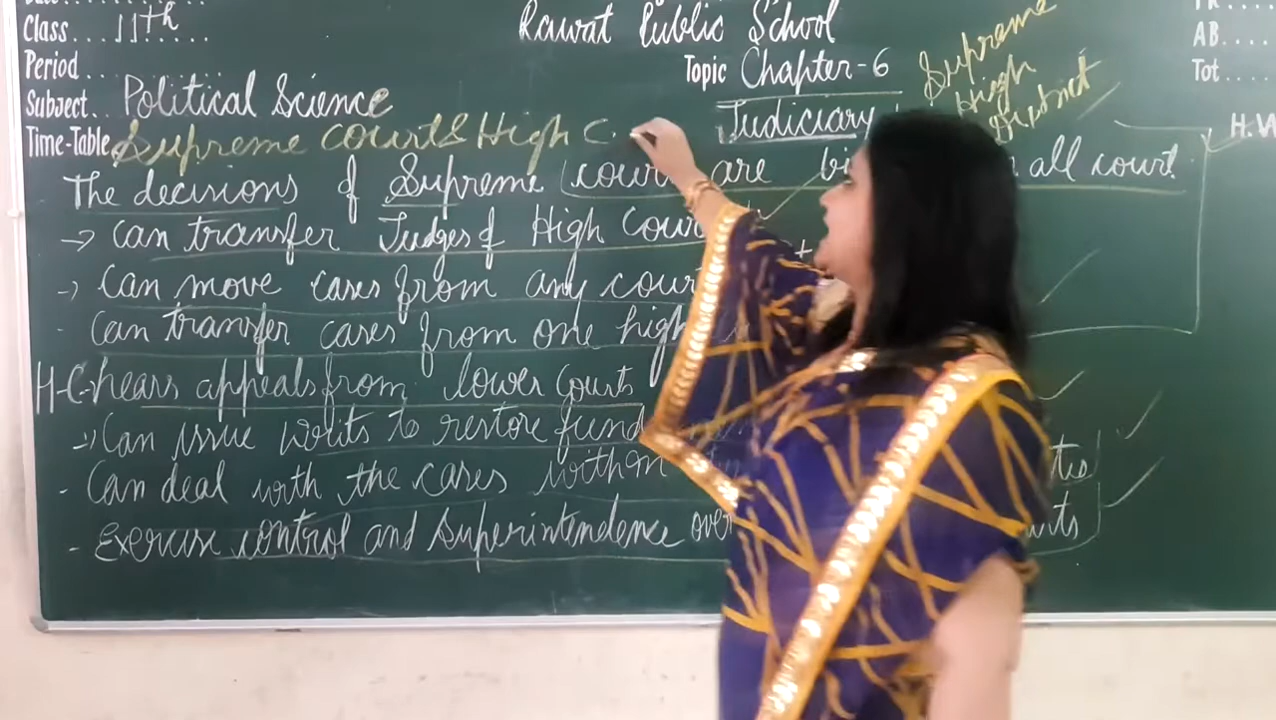 Class.... 11th.....
Rawat Public School
Supreme
High
District
AB....
Period...
Topic Chapter-6
Tot....
Subject.. Political Science
Judiciary
H.W
Time-Table Supreme Court & High C
The decisions of Supreme court are bi all court.
→ Can transfer Judges of High Cour
→ Can move cases from any cour
- Can transfer cases from one high
H-C- hears appeals from lower Courts
→ Can issue Writs to restore fund
- Can deal with the cases within
- Exercise control and Superintendence over